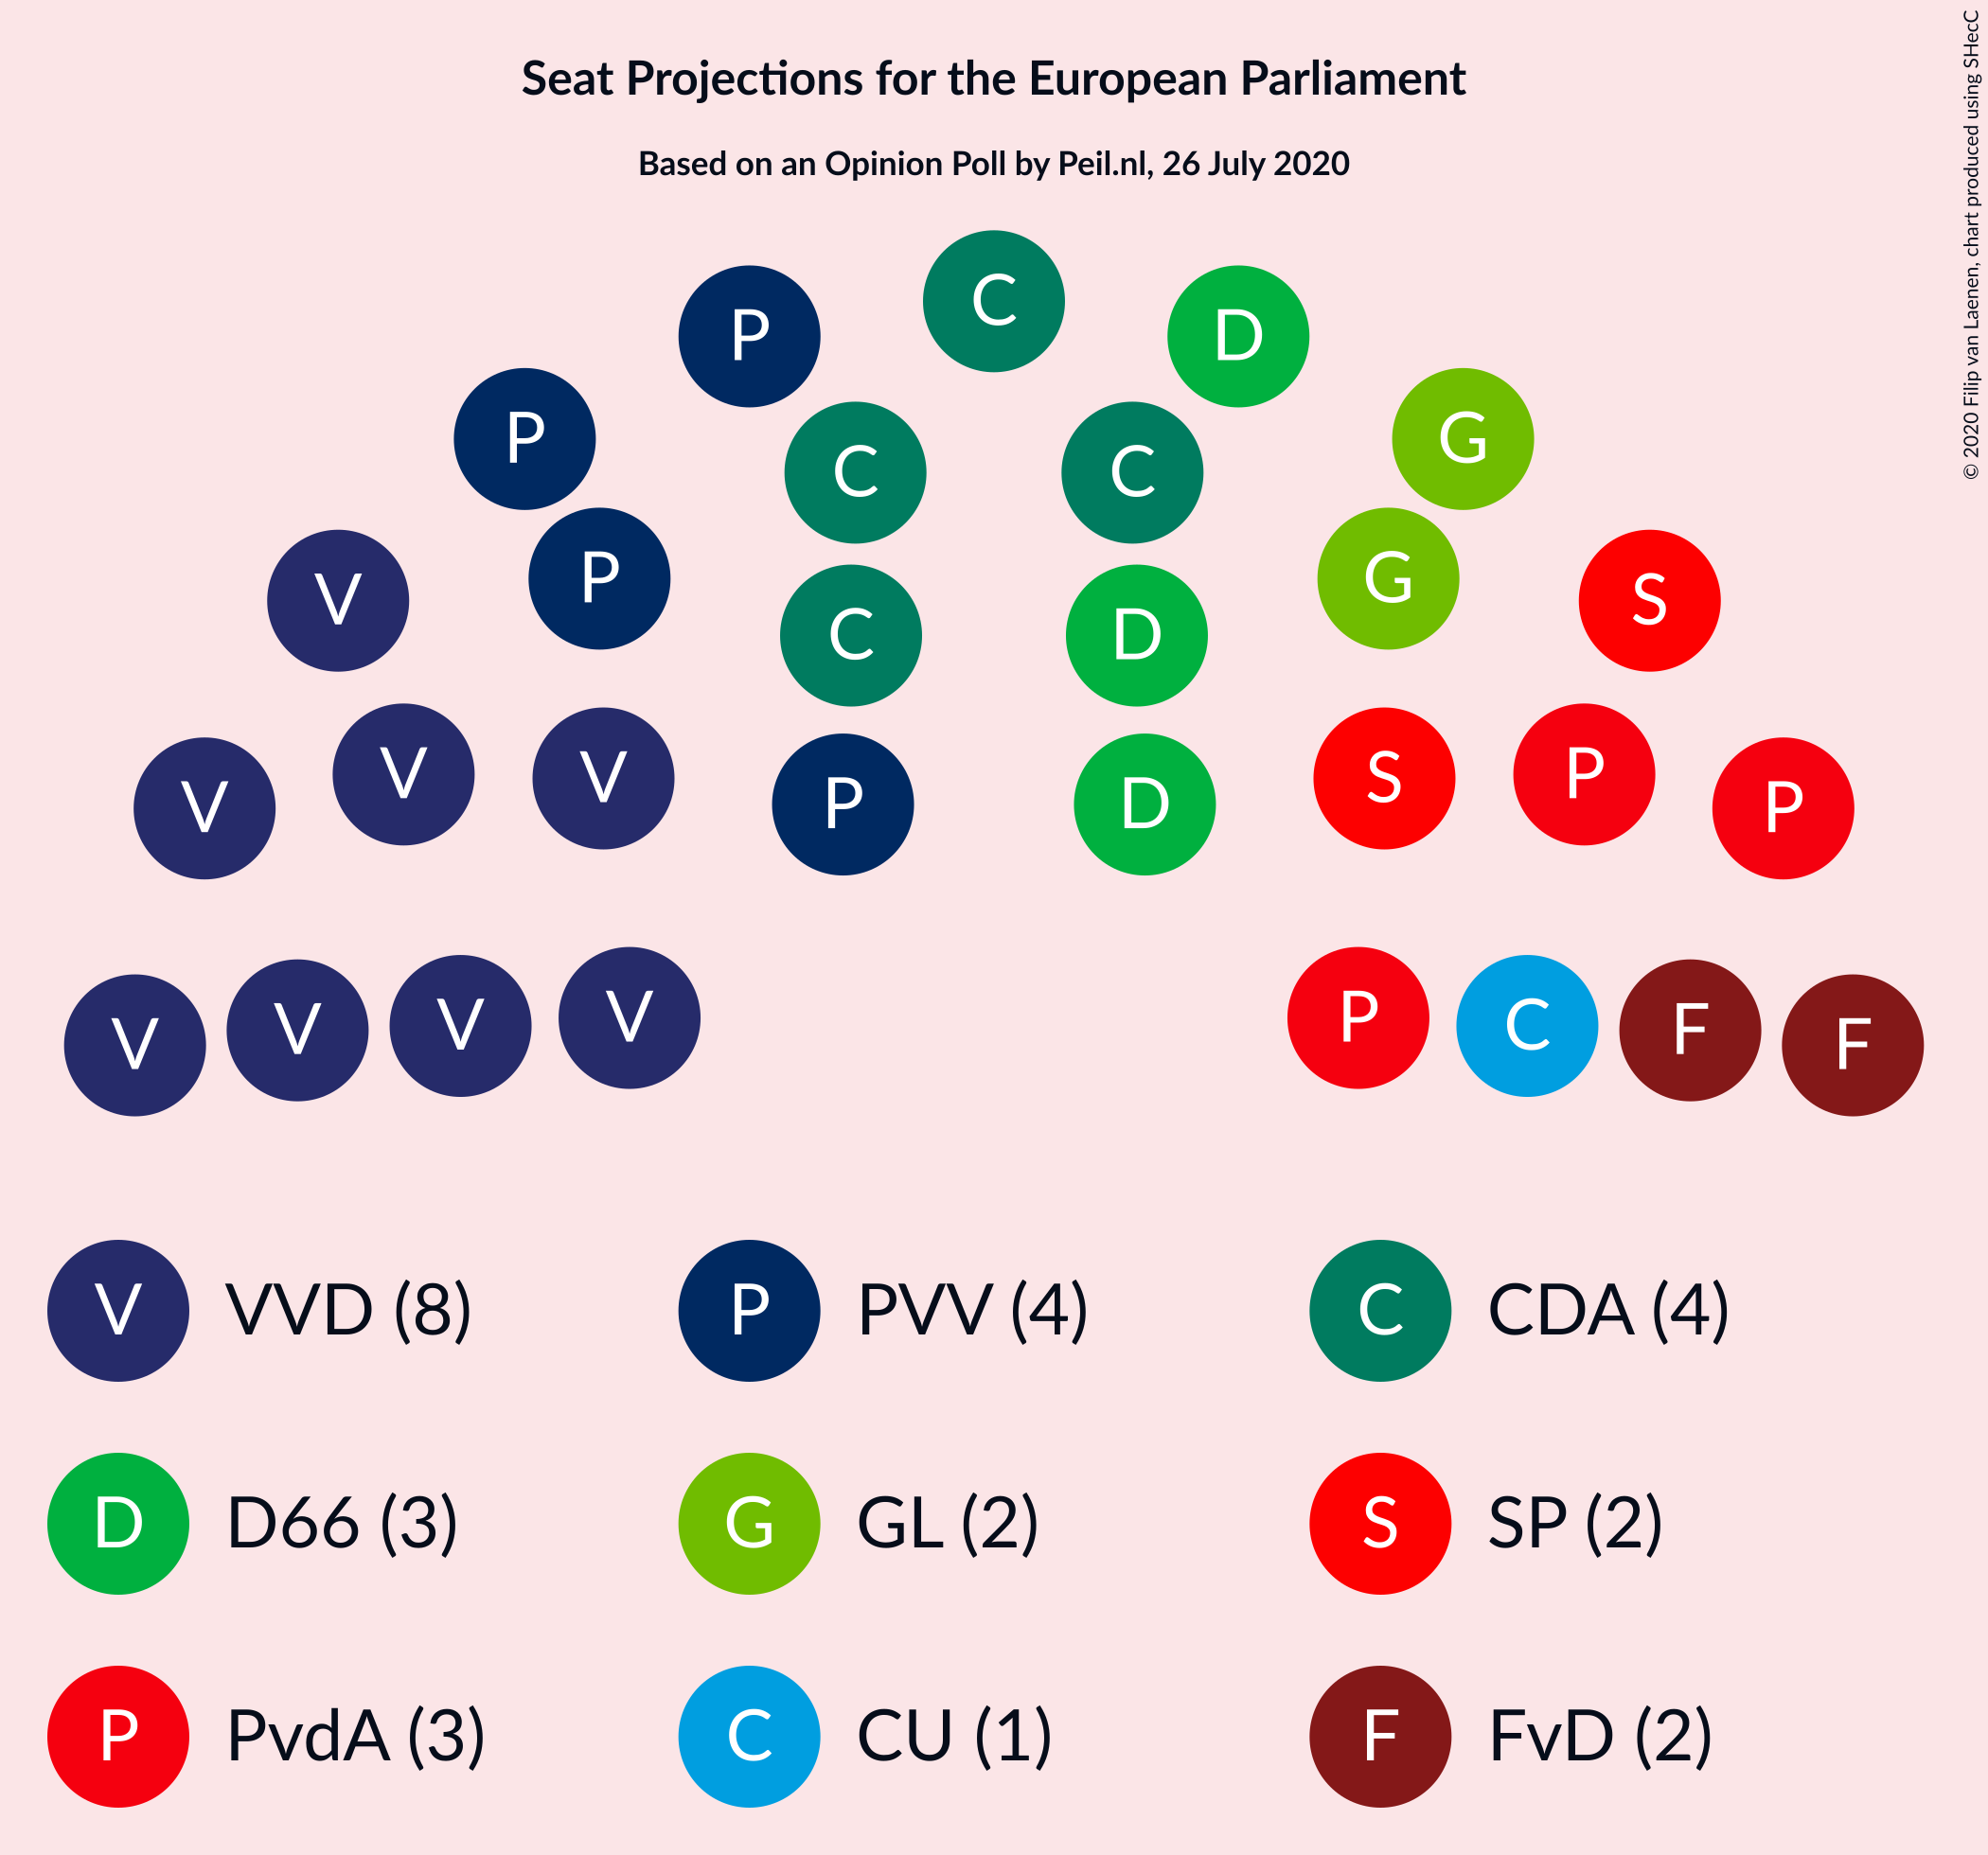 Seat Projections for the European Parliament
Based on an Opinion Poll by Peil.nl, 26 July 2020
© 2020 Filip van Laenen, chart produced using SHecC
C
P D
P G
C C
P G
V S
C D
V S
V P
P D
V P
V P
V C
V F
V F
V VVD (8) P PVV (4) C CDA (4)
D D66 (3) G GL (2) S SP (2)
P PvdA (3) C CU (1) F FvD (2)